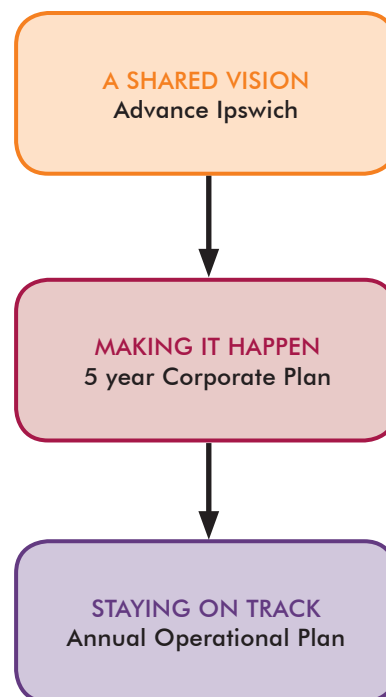 A SHARED VISION
Advance Ipswich
MAKING IT HAPPEN
5 year Corporate Plan
STAYING ON TRACK
Annual Operational Plan